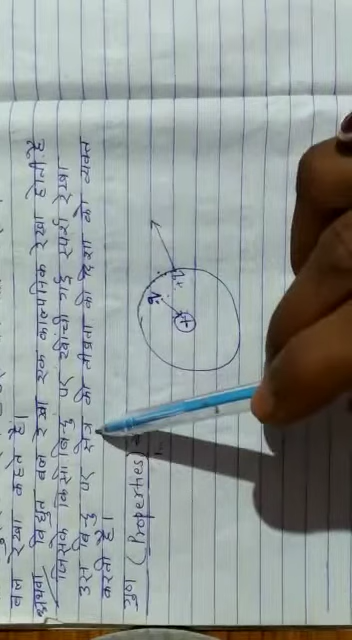 बल रेखा कहते हैं।
अथवा विद्युत बल रेखा एक काल्पनिक रेखा होती है
जिसके किसी बिन्दु पर खींची गई स्पर्श रेखा
उस बिन्दु पर क्षेत्र की तीव्रता की दिशा को व्यक्त
करती है।
गुण (Properties)